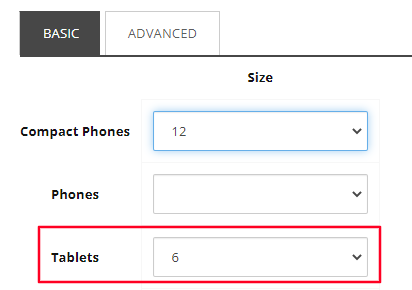 BASIC ADVANCED
Size
Compact Phones 12
Phones
Tablets 6